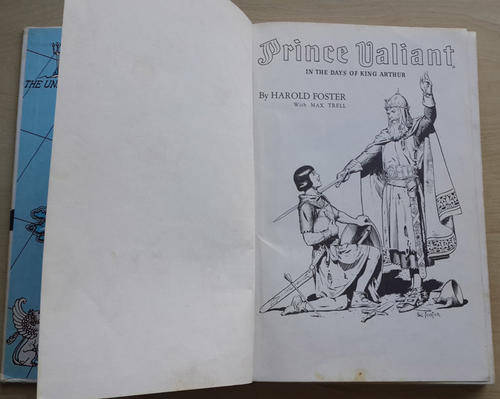 THE UN
Prince Valiant
IN THE DAYS OF KING ARTHUR
By HAROLD FOSTER
With MAX TRELL